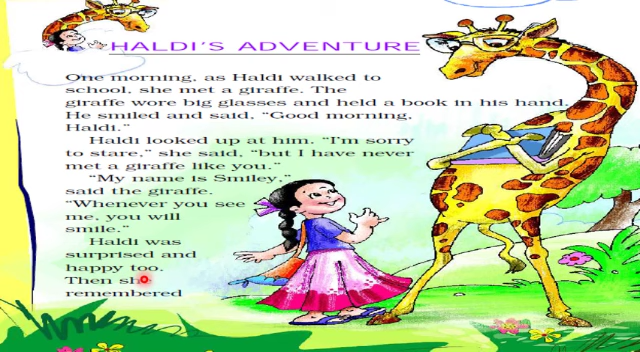 HALDI'S ADVENTURE
One morning, as Haldi walked to
school, she met a giraffe. The
giraffe wore big glasses and held a book in his hand.
He smiled and said, "Good morning,
Haldi."
Haldi looked up at him. "I'm sorry
to stare," she said, "but I have never
met a giraffe like you."
"My name is Smiley,"
said the giraffe.
"Whenever you see
me, you will
smile."
Haldi was
surprised and
happy too.
Then she
remembered